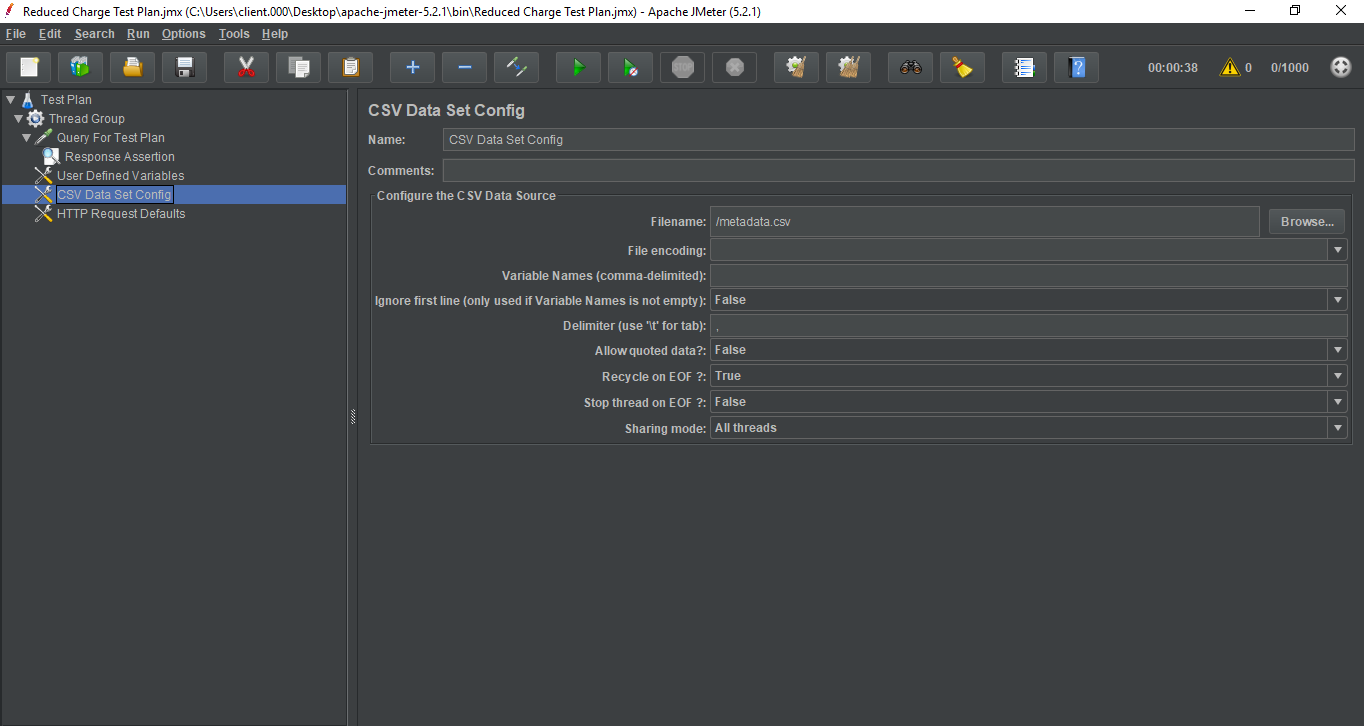 Reduced Charge Test Plan.jmx (C:\Users\client.000\Desktop\apache-jmeter-5.2.1\bin\Reduced Charge Test Plan.jmx) - Apache JMeter (5.2.1)
File Edit Search Run Options Tools Help
STOP 00:00:38 0 0/1000
Test Plan
Thread Group
Query For Test Plan
Response Assertion
User Defined Variables
CSV Data Set Config
HTTP Request Defaults
CSV Data Set Config
Name: CSV Data Set Config
Comments:
Configure the CSV Data Source
Filename: /metadata.csv Browse...
File encoding:
Variable Names (comma-delimited):
Ignore first line (only used if Variable Names is not empty): False
Delimiter (use '\t' for tab): ,
Allow quoted data?: False
Recycle on EOF ?: True
Stop thread on EOF ?: False
Sharing mode: All threads